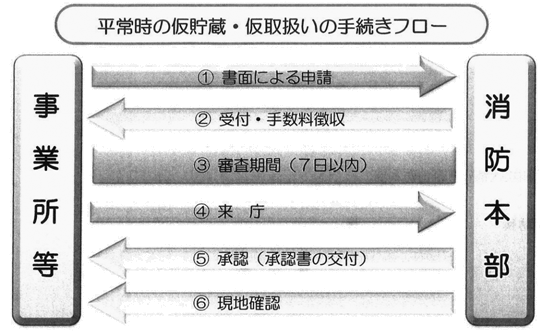 平常時の仮貯蔵・仮取扱いの手続きフロー
事業所等
① 書面による申請
② 受付・手数料徴収
③ 審査期間（７日以内）
④ 来　庁
⑤ 承認（承認書の交付）
⑥ 現地確認
消防本部